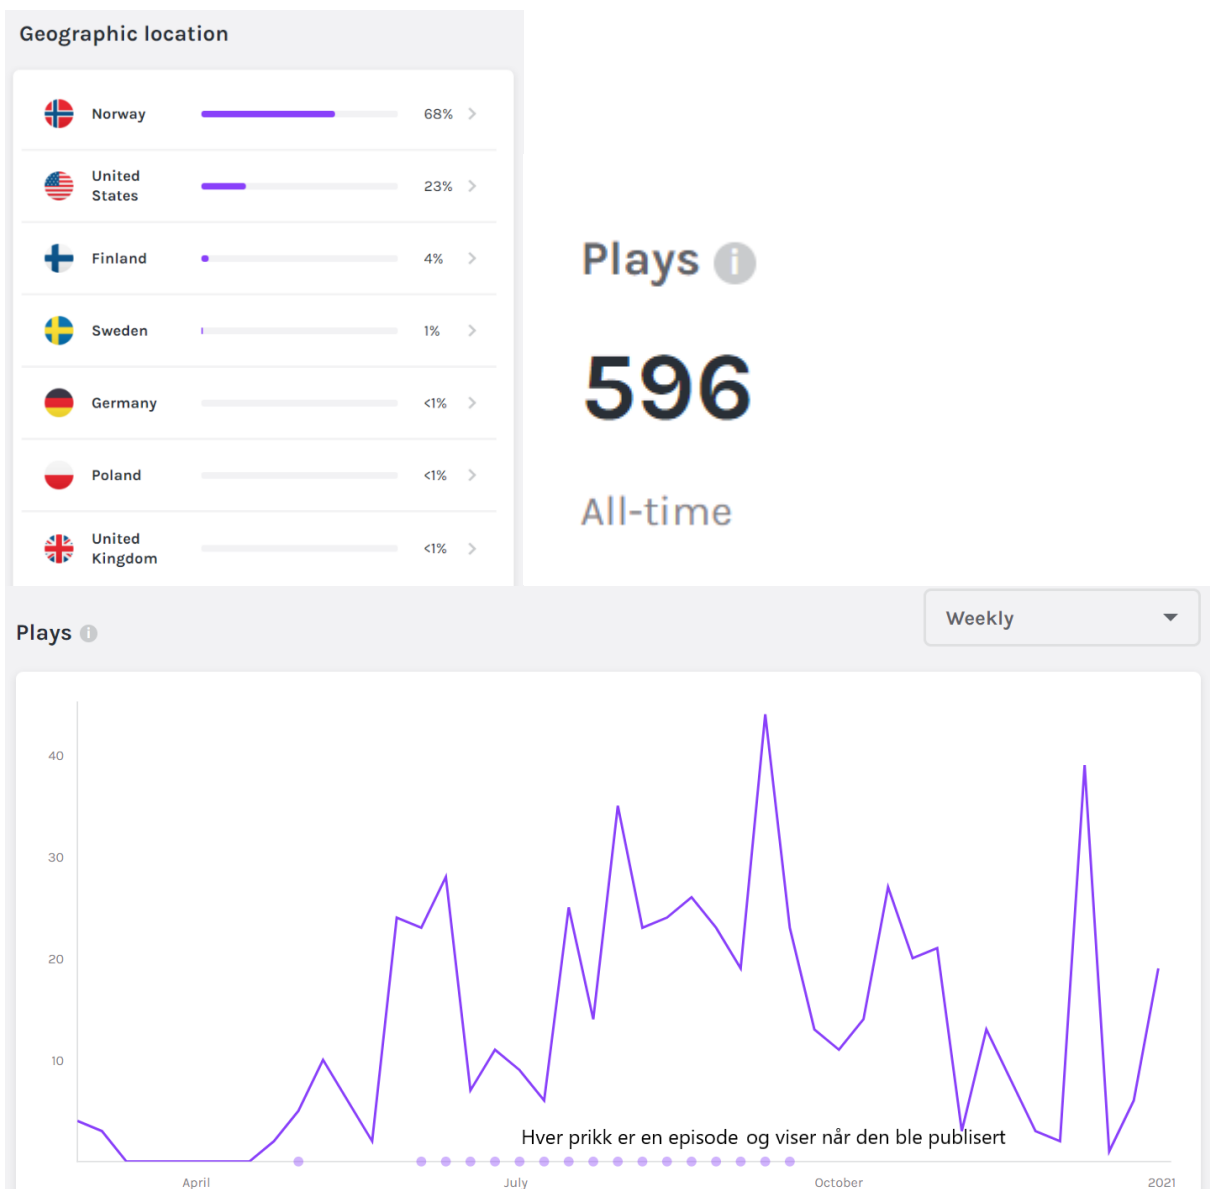 Geographic location
Norway 68%
United
States 23%
Finland 4%
Sweden 1%
Germany <1%
Poland <1%
United
Kingdom <1%
Plays i
596
All-time
Plays i
Weekly
40
30
20
10
Hver prikk er en episode og viser når den ble publisert
April July October 2021